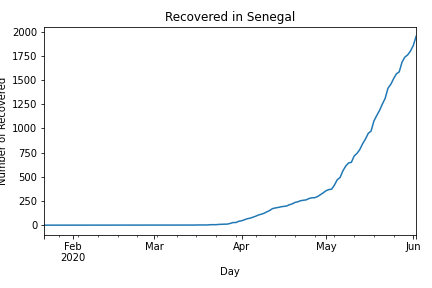 Recovered in Senegal
Number of Recovered
2000
1750
1500
1250
1000
750
500
250
0
Feb
2020
Mar
Apr
May
Jun
Day